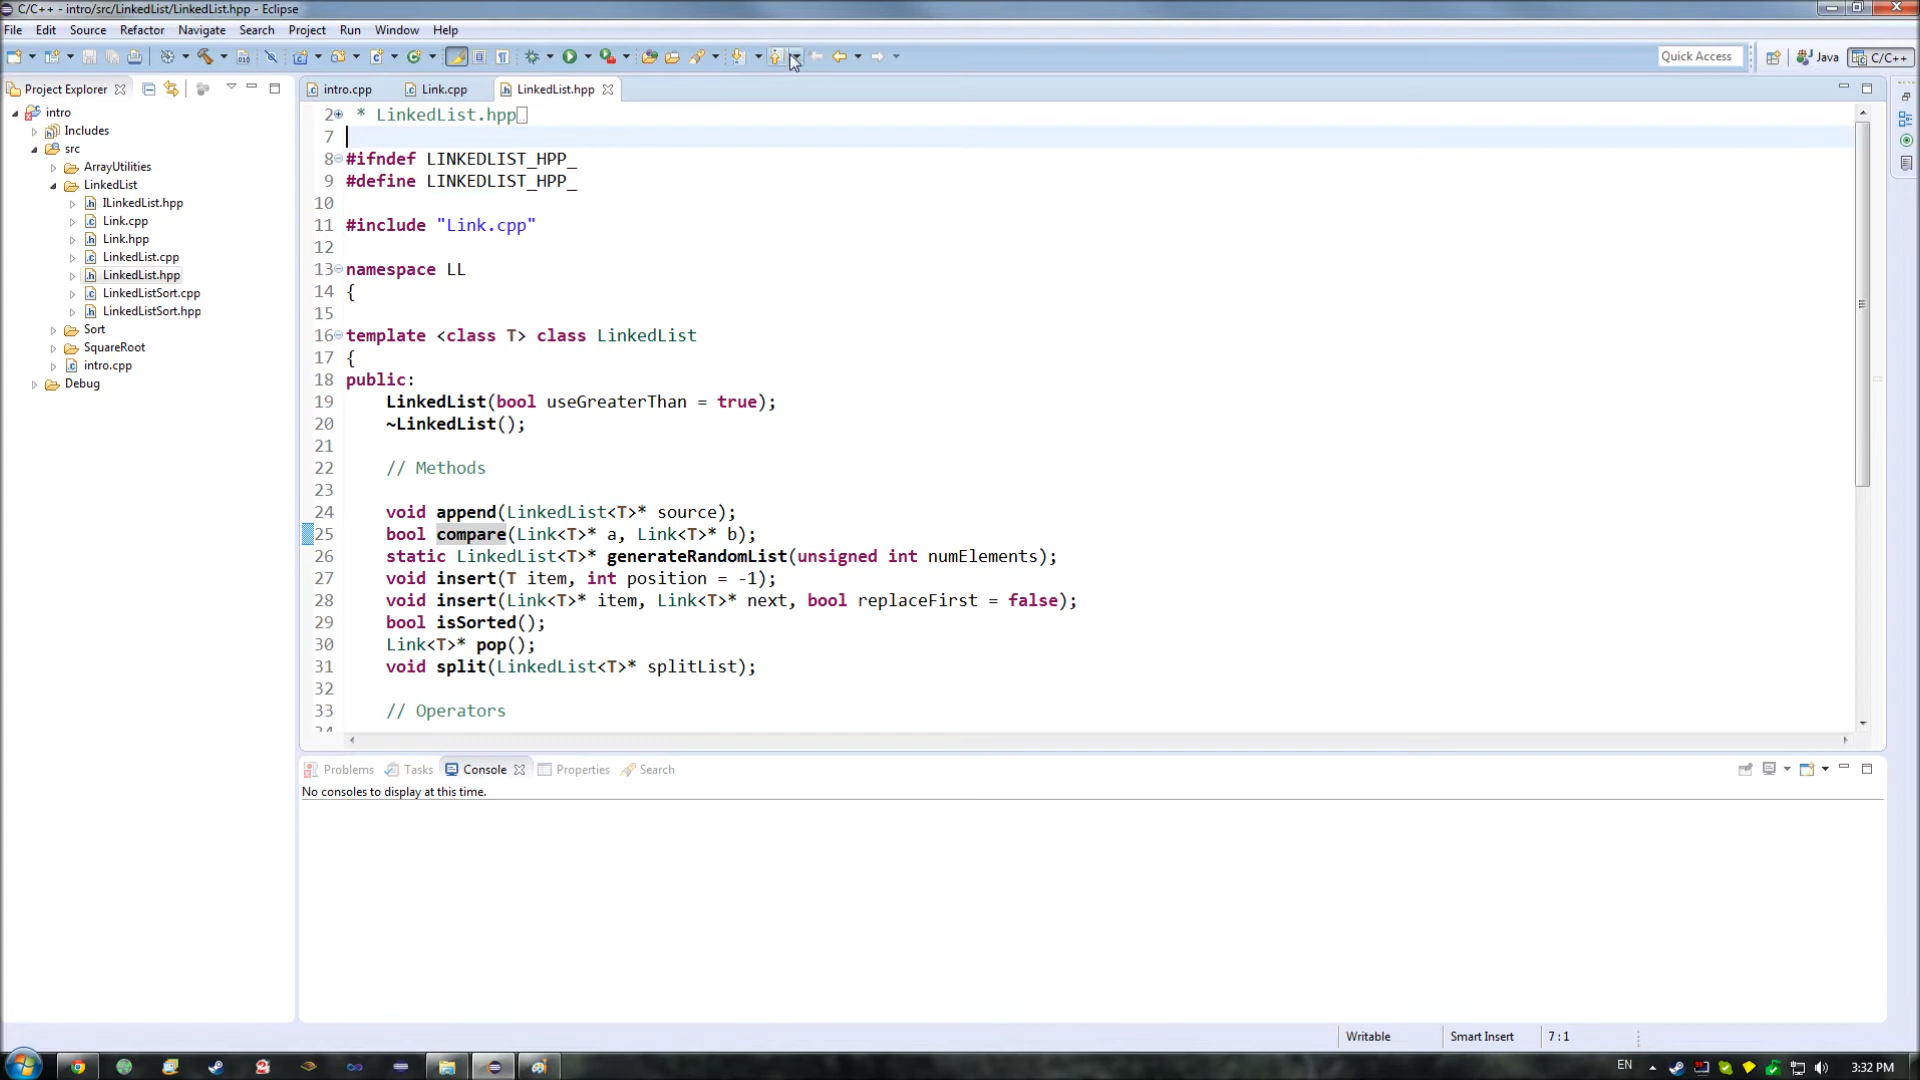 C/C++ - intro/src/LinkedList/LinkedList.hpp - Eclipse
File Edit Source Refactor Navigate Search Project Run Window Help
Quick Access Java C/C++
Project Explorer
intro
Includes
src
ArrayUtilities
LinkedList
ILinkedList.hpp
Link.cpp
Link.hpp
LinkedList.cpp
LinkedList.hpp
LinkedListSort.cpp
LinkedListSort.hpp
Sort
SquareRoot
intro.cpp
Debug
intro.cpp Link.cpp LinkedList.hpp
2 * LinkedList.hpp
7
8 #ifndef LINKEDLIST_HPP_
9 #define LINKEDLIST_HPP_
10
11 #include "Link.cpp"
12
13 namespace LL
14 {
15
16 template <class T> class LinkedList
17 {
18 public:
19 LinkedList(bool useGreaterThan = true);
20 ~LinkedList();
21
22 // Methods
23
24 void append(LinkedList<T>* source);
25 bool compare(Link<T>* a, Link<T>* b);
26 static LinkedList<T>* generateRandomList(unsigned int numElements);
27 void insert(T item, int position = -1);
28 void insert(Link<T>* item, Link<T>* next, bool replaceFirst = false);
29 bool isSorted();
30 Link<T>* pop();
31 void split(LinkedList<T>* splitList);
32
33 // Operators
34
Problems Tasks Console Properties Search
No consoles to display at this time.
Writable Smart Insert 7 : 1
EN 3:32 PM